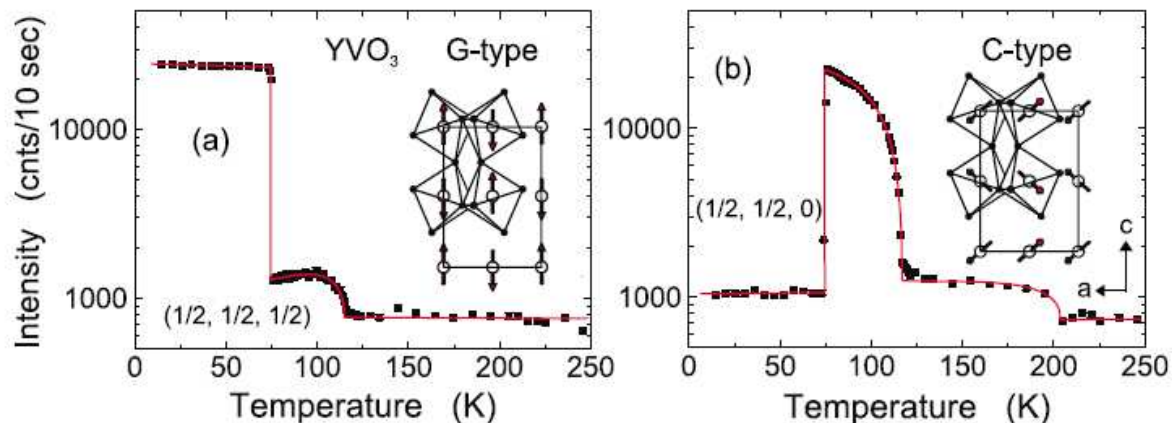 YVO₃
G-type
(a)
(1/2, 1/2, 1/2)
10000
1000
Intensity (cnts/10 sec)
0 50 100 150 200 250
Temperature (K)
C-type
(b)
(1/2, 1/2, 0)
10000
1000
c
a
0 50 100 150 200 250
Temperature (K)